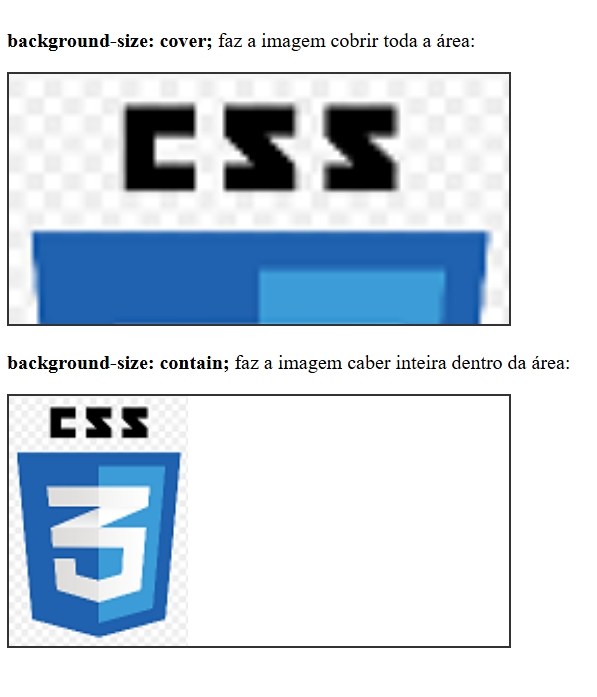 background-size: cover; faz a imagem cobrir toda a área:
CSS
background-size: contain; faz a imagem caber inteira dentro da área:
CSS
3